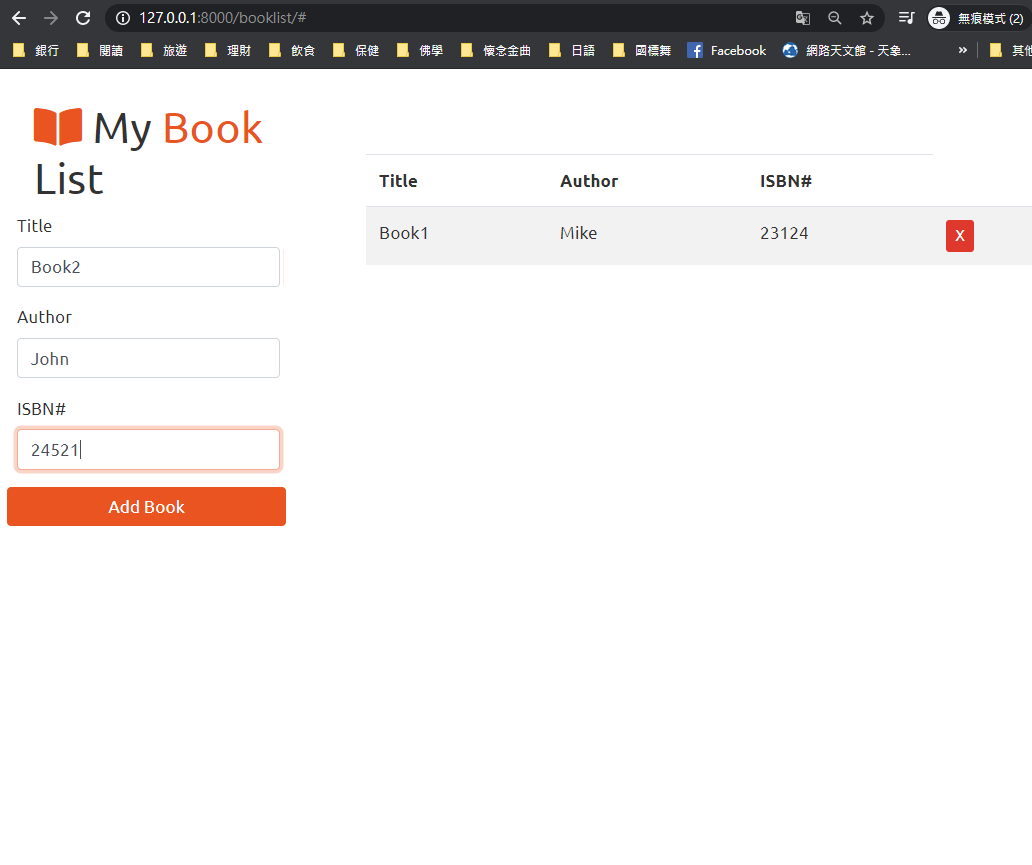 127.0.0.1:8000/booklist/#
無痕模式 (2)
銀行 閱讀 旅遊 理財 飲食 保健 佛學 懷念金曲 日語 國標舞 Facebook 網路天文館 - 天象... »
My Book
List
Title
Book2
Author
John
ISBN#
24521
Add Book
Title Author ISBN#
Book1 Mike 23124 X